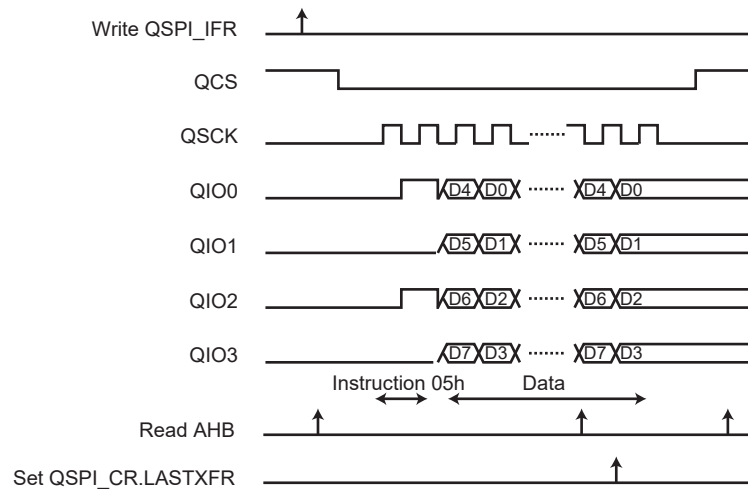 Write QSPI_IFR
QCS
QSCK
QIO0 D4 D0 D4 D0
QIO1 D5 D1 D5 D1
QIO2 D6 D2 D6 D2
QIO3 D7 D3 D7 D3
Instruction 05h Data
Read AHB
Set QSPI_CR.LASTXFR